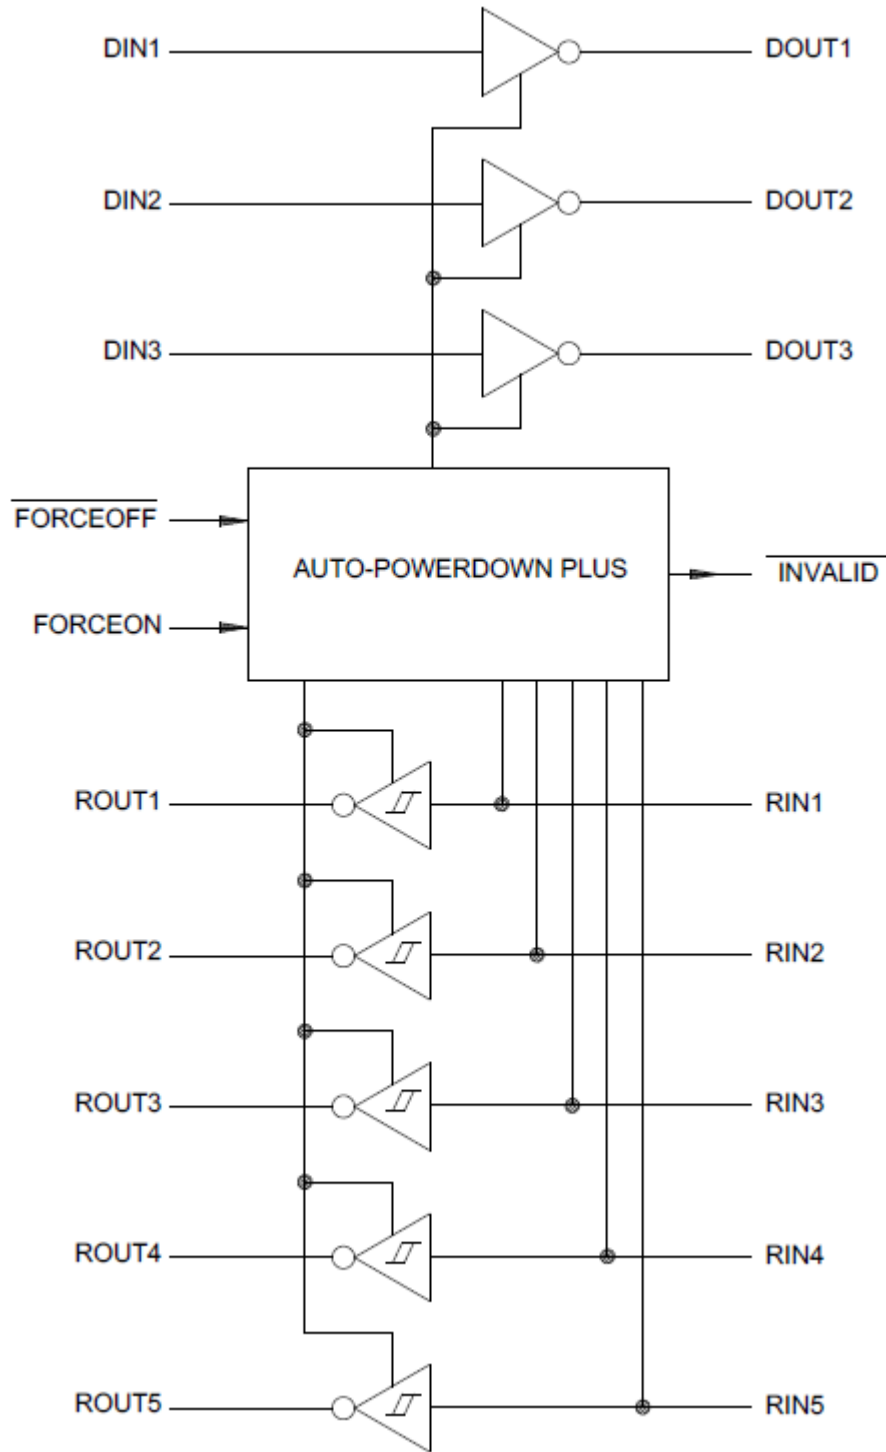 DIN1 DOUT1
DIN2 DOUT2
DIN3 DOUT3
FORCEOFF
AUTO-POWERDOWN PLUS INVALID
FORCEON
ROUT1 RIN1
ROUT2 RIN2
ROUT3 RIN3
ROUT4 RIN4
ROUT5 RIN5